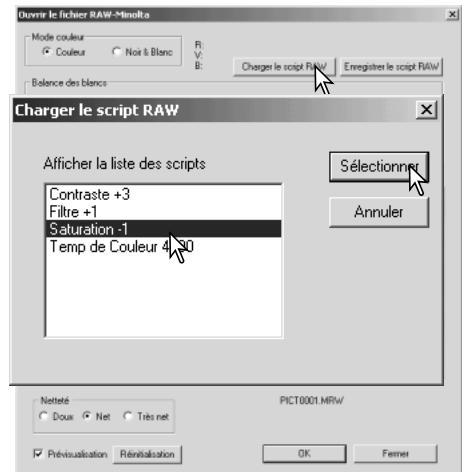 Ouvrir le fichier RAW-Minolta
Mode couleur
Couleur Noir & Blanc
R:
V:
B:
Charger le script RAW Enregistrer le script RAW
Balance des blancs
Charger le script RAW
Afficher la liste des scripts
Sélectionner
Contraste +3
Filtre +1
Saturation -1
Temp de Couleur
Annuler
Netteté
Doux Net Très net
PICT0001.MRW
Prévisualisation Réinitialisation OK Fermer